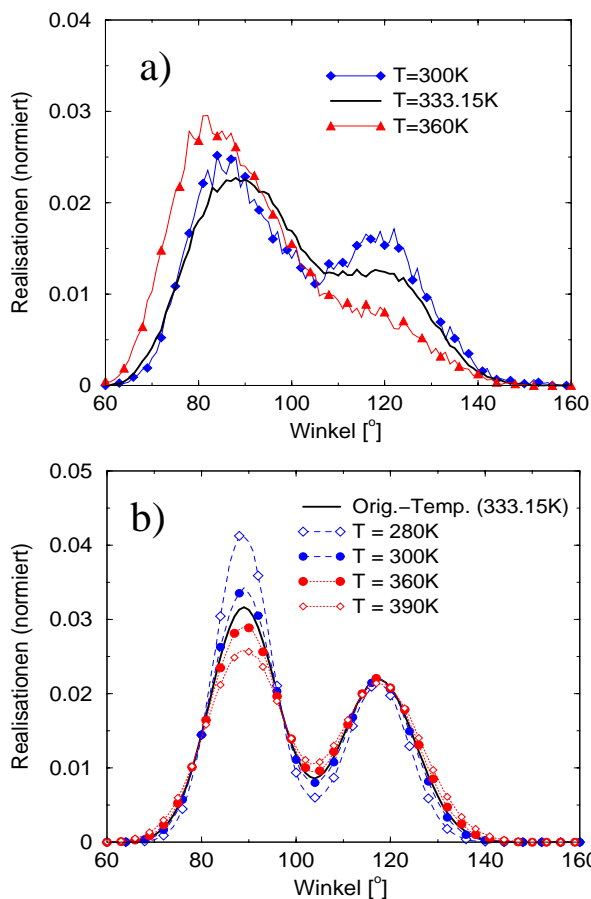 0.04
0.03
0.02
0.01
0
Realisationen (normiert)
a)
T=300K
T=333.15K
T=360K
60 80 100 120 140 160
Winkel [°]
0.05
0.04
0.03
0.02
0.01
0
Realisationen (normiert)
b)
Orig.-Temp. (333.15K)
T = 280K
T = 300K
T = 360K
T = 390K
60 80 100 120 140 160
Winkel [°]